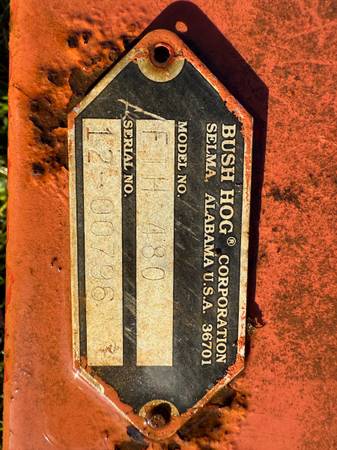 BUSH HOG® CORPORATION
SELMA, ALABAMA U.S.A. 36701
MODEL NO.
FTH 480
SERIAL NO.
12-00796